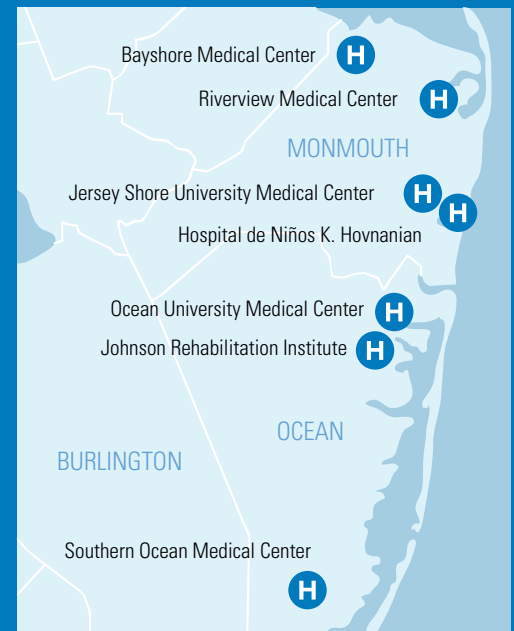 Bayshore Medical Center H
Riverview Medical Center H
MONMOUTH
Jersey Shore University Medical Center H
H
Hospital de Niños K. Hovnanian
Ocean University Medical Center H
Johnson Rehabilitation Institute H
OCEAN
BURLINGTON
Southern Ocean Medical Center
H